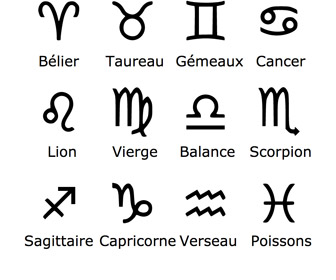 Bélier Taureau Gémeaux Cancer
Lion Vierge Balance Scorpion
Sagittaire Capricorne Verseau Poissons